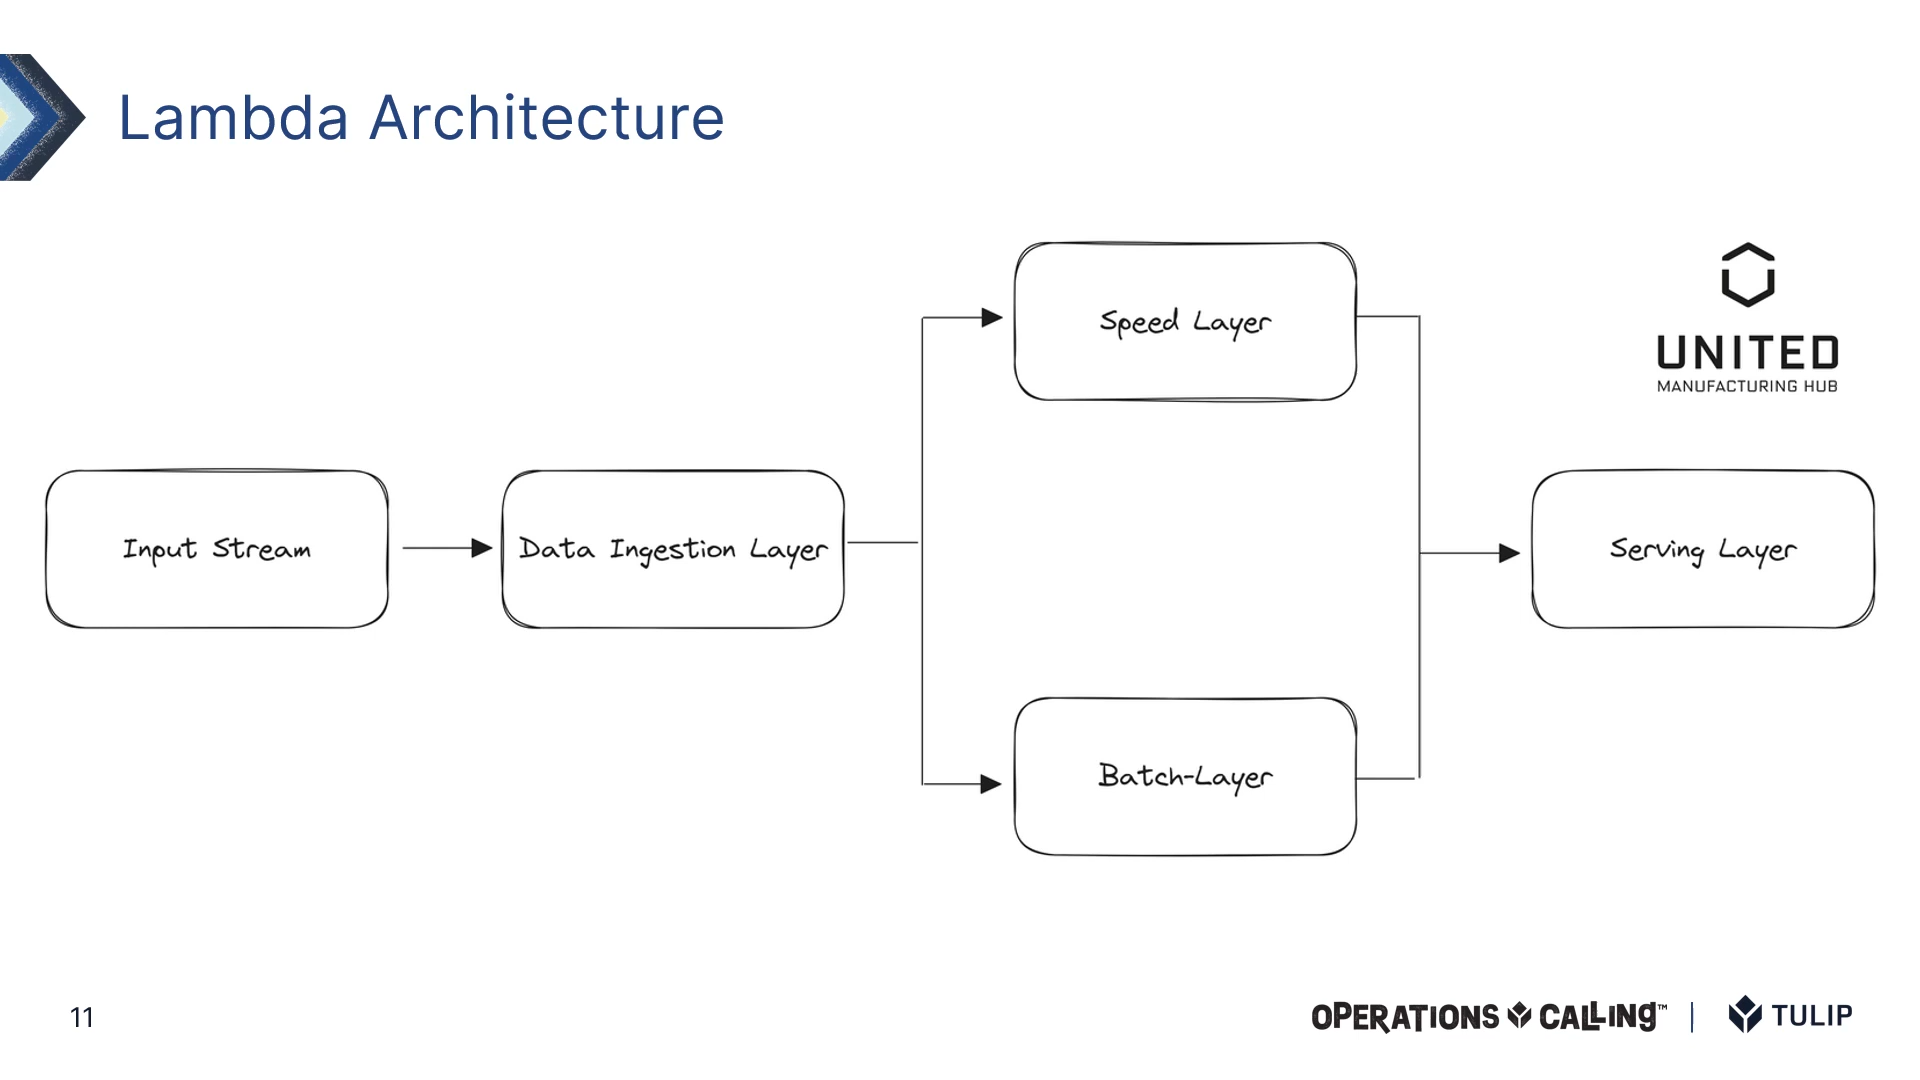 Lambda Architecture
Speed Layer
UNITED
MANUFACTURING HUB
Input Stream
Data Ingestion Layer
Serving Layer
Batch-Layer
11
OPERATIONS CALLING™
TULIP